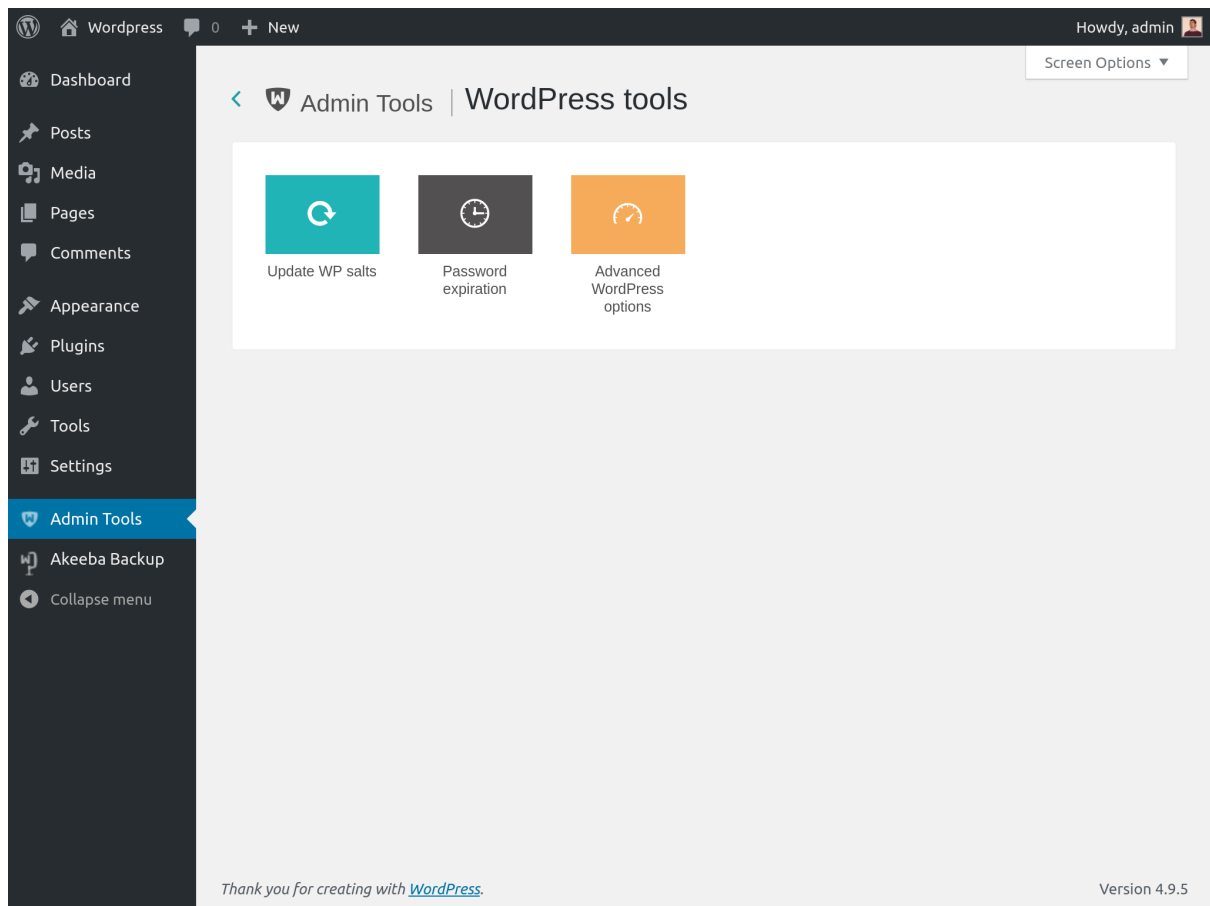 Wordpress 0 New Howdy, admin
Screen Options ▼
Dashboard
Posts
Media
Pages
Comments
Appearance
Plugins
Users
Tools
Settings
Admin Tools
Akeeba Backup
Collapse menu
Admin Tools | WordPress tools
Update WP salts
Password
expiration
Advanced
WordPress
options
Thank you for creating with WordPress.
Version 4.9.5